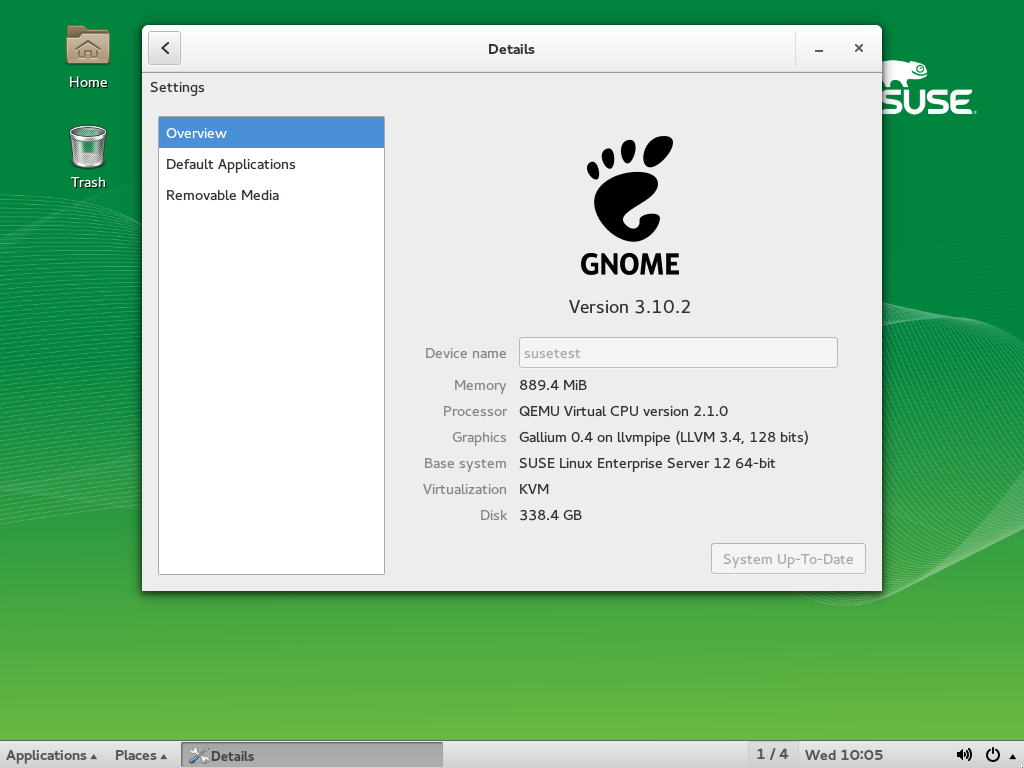 Home
Trash
Details
Settings
SUSE
Overview
Default Applications
Removable Media
GNOME
Version 3.10.2
Device name susetest
Memory 889.4 MiB
Processor QEMU Virtual CPU version 2.1.0
Graphics Gallium 0.4 on llvmpipe (LLVM 3.4, 128 bits)
Base system SUSE Linux Enterprise Server 12 64-bit
Virtualization KVM
Disk 338.4 GB
System Up-To-Date
Applications Places Details 1 / 4 Wed 10:05